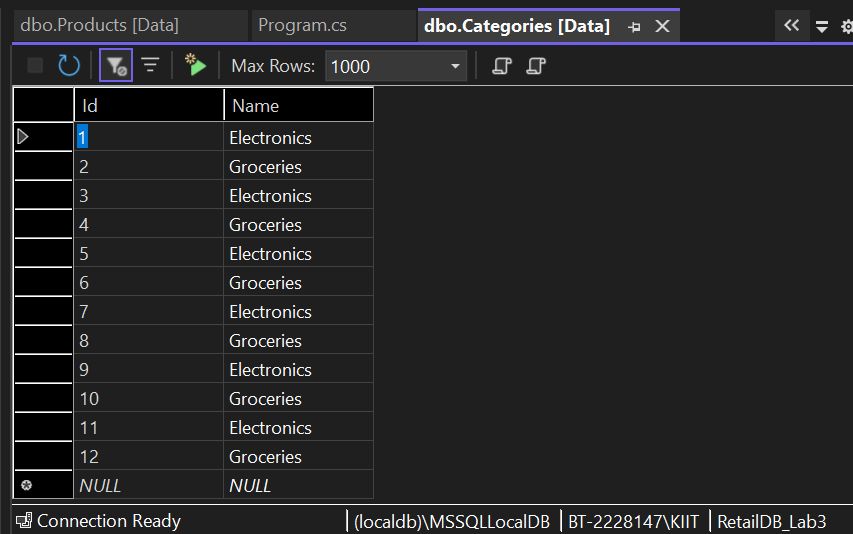 dbo.Products [Data] Program.cs dbo.Categories [Data]
Max Rows: 1000
Id Name
1 Electronics
2 Groceries
3 Electronics
4 Groceries
5 Electronics
6 Groceries
7 Electronics
8 Groceries
9 Electronics
10 Groceries
11 Electronics
12 Groceries
NULL NULL
Connection Ready (localdb)\MSSQLLocalDB BT-2228147\KIIT RetailDB_Lab3